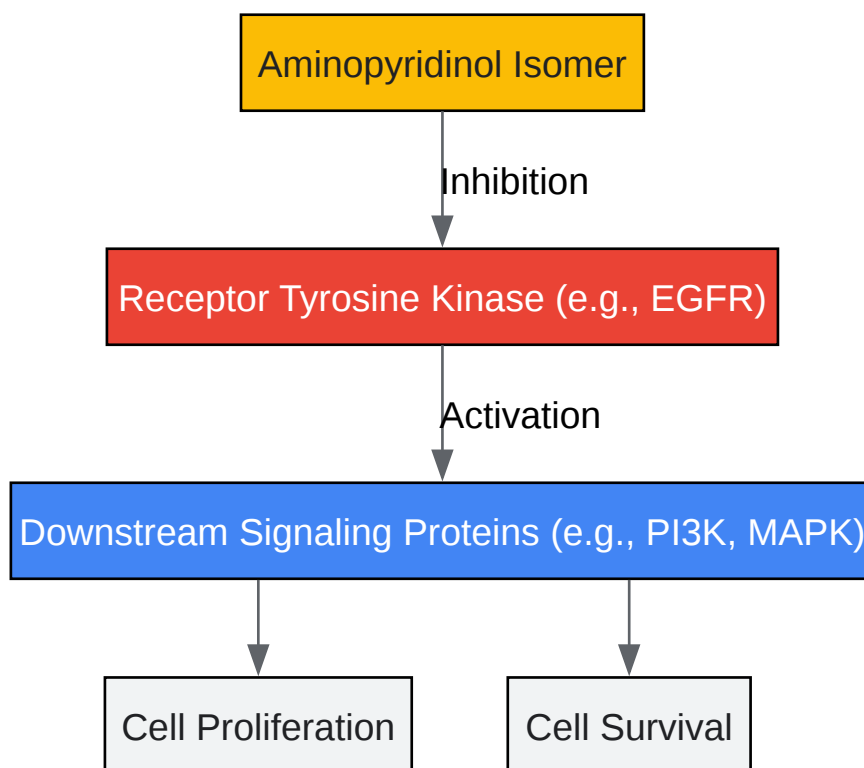 Aminopyridinol Isomer
Inhibition
Receptor Tyrosine Kinase (e.g., EGFR)
Activation
Downstream Signaling Proteins (e.g., PI3K, MAPK)
Cell Proliferation
Cell Survival